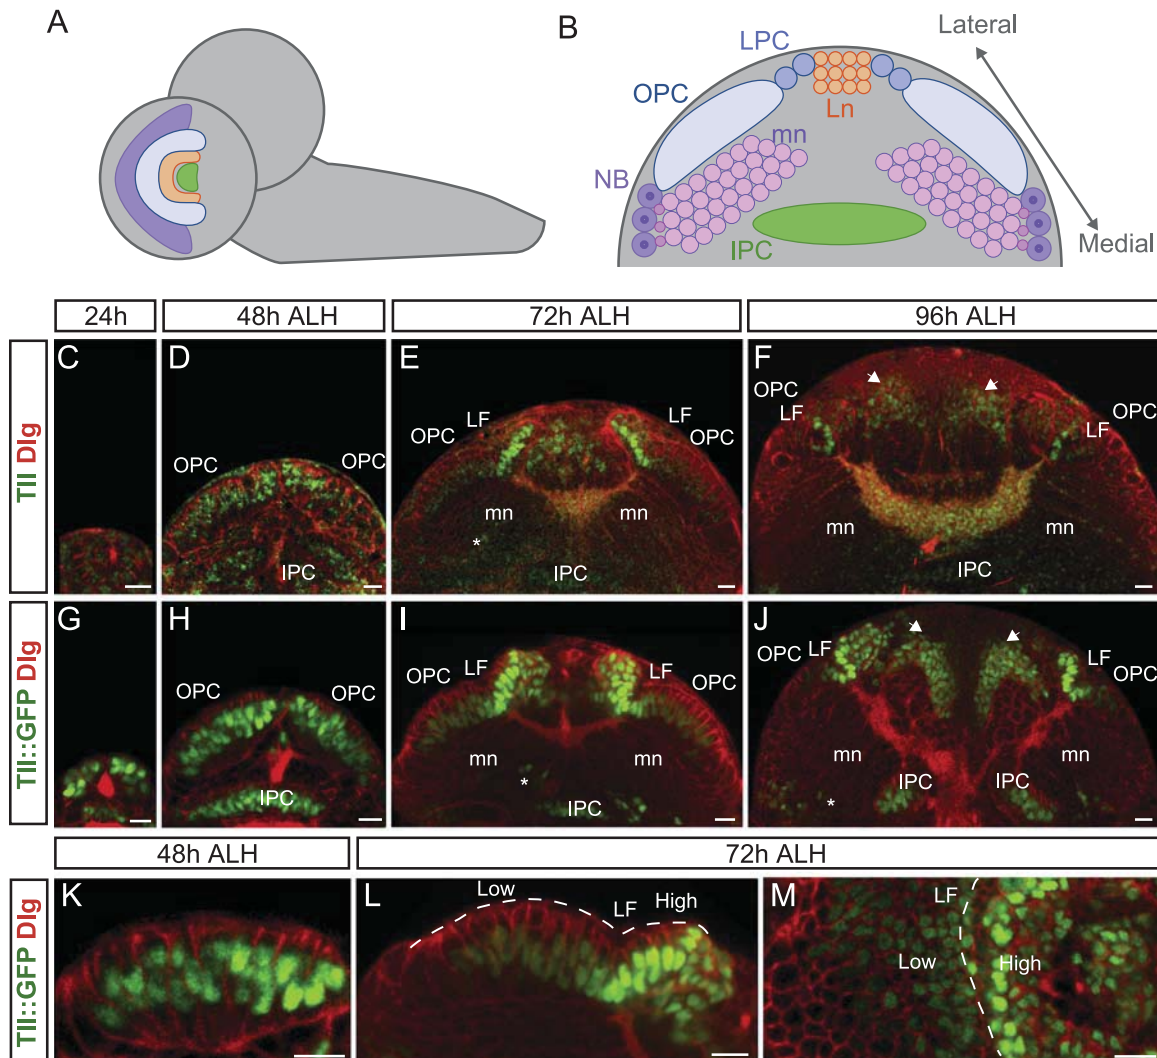 A
B
LPC
Lateral
OPC
Ln
mn
NB
IPC
Medial
24h
48h ALH
72h ALH
96h ALH
Tll Dlg
C
D
E
F
OPC
OPC
IPC
OPC
LF
LF
OPC
mn
mn
*
IPC
OPC
LF
LF
OPC
mn
mn
IPC
Tll::GFP Dlg
G
H
I
J
OPC
OPC
IPC
OPC
LF
LF
OPC
mn
mn
*
IPC
OPC
LF
LF
OPC
mn
mn
IPC
IPC
*
48h ALH
72h ALH
Tll::GFP Dlg
K
L
Low
LF
High
M
LF
Low
High